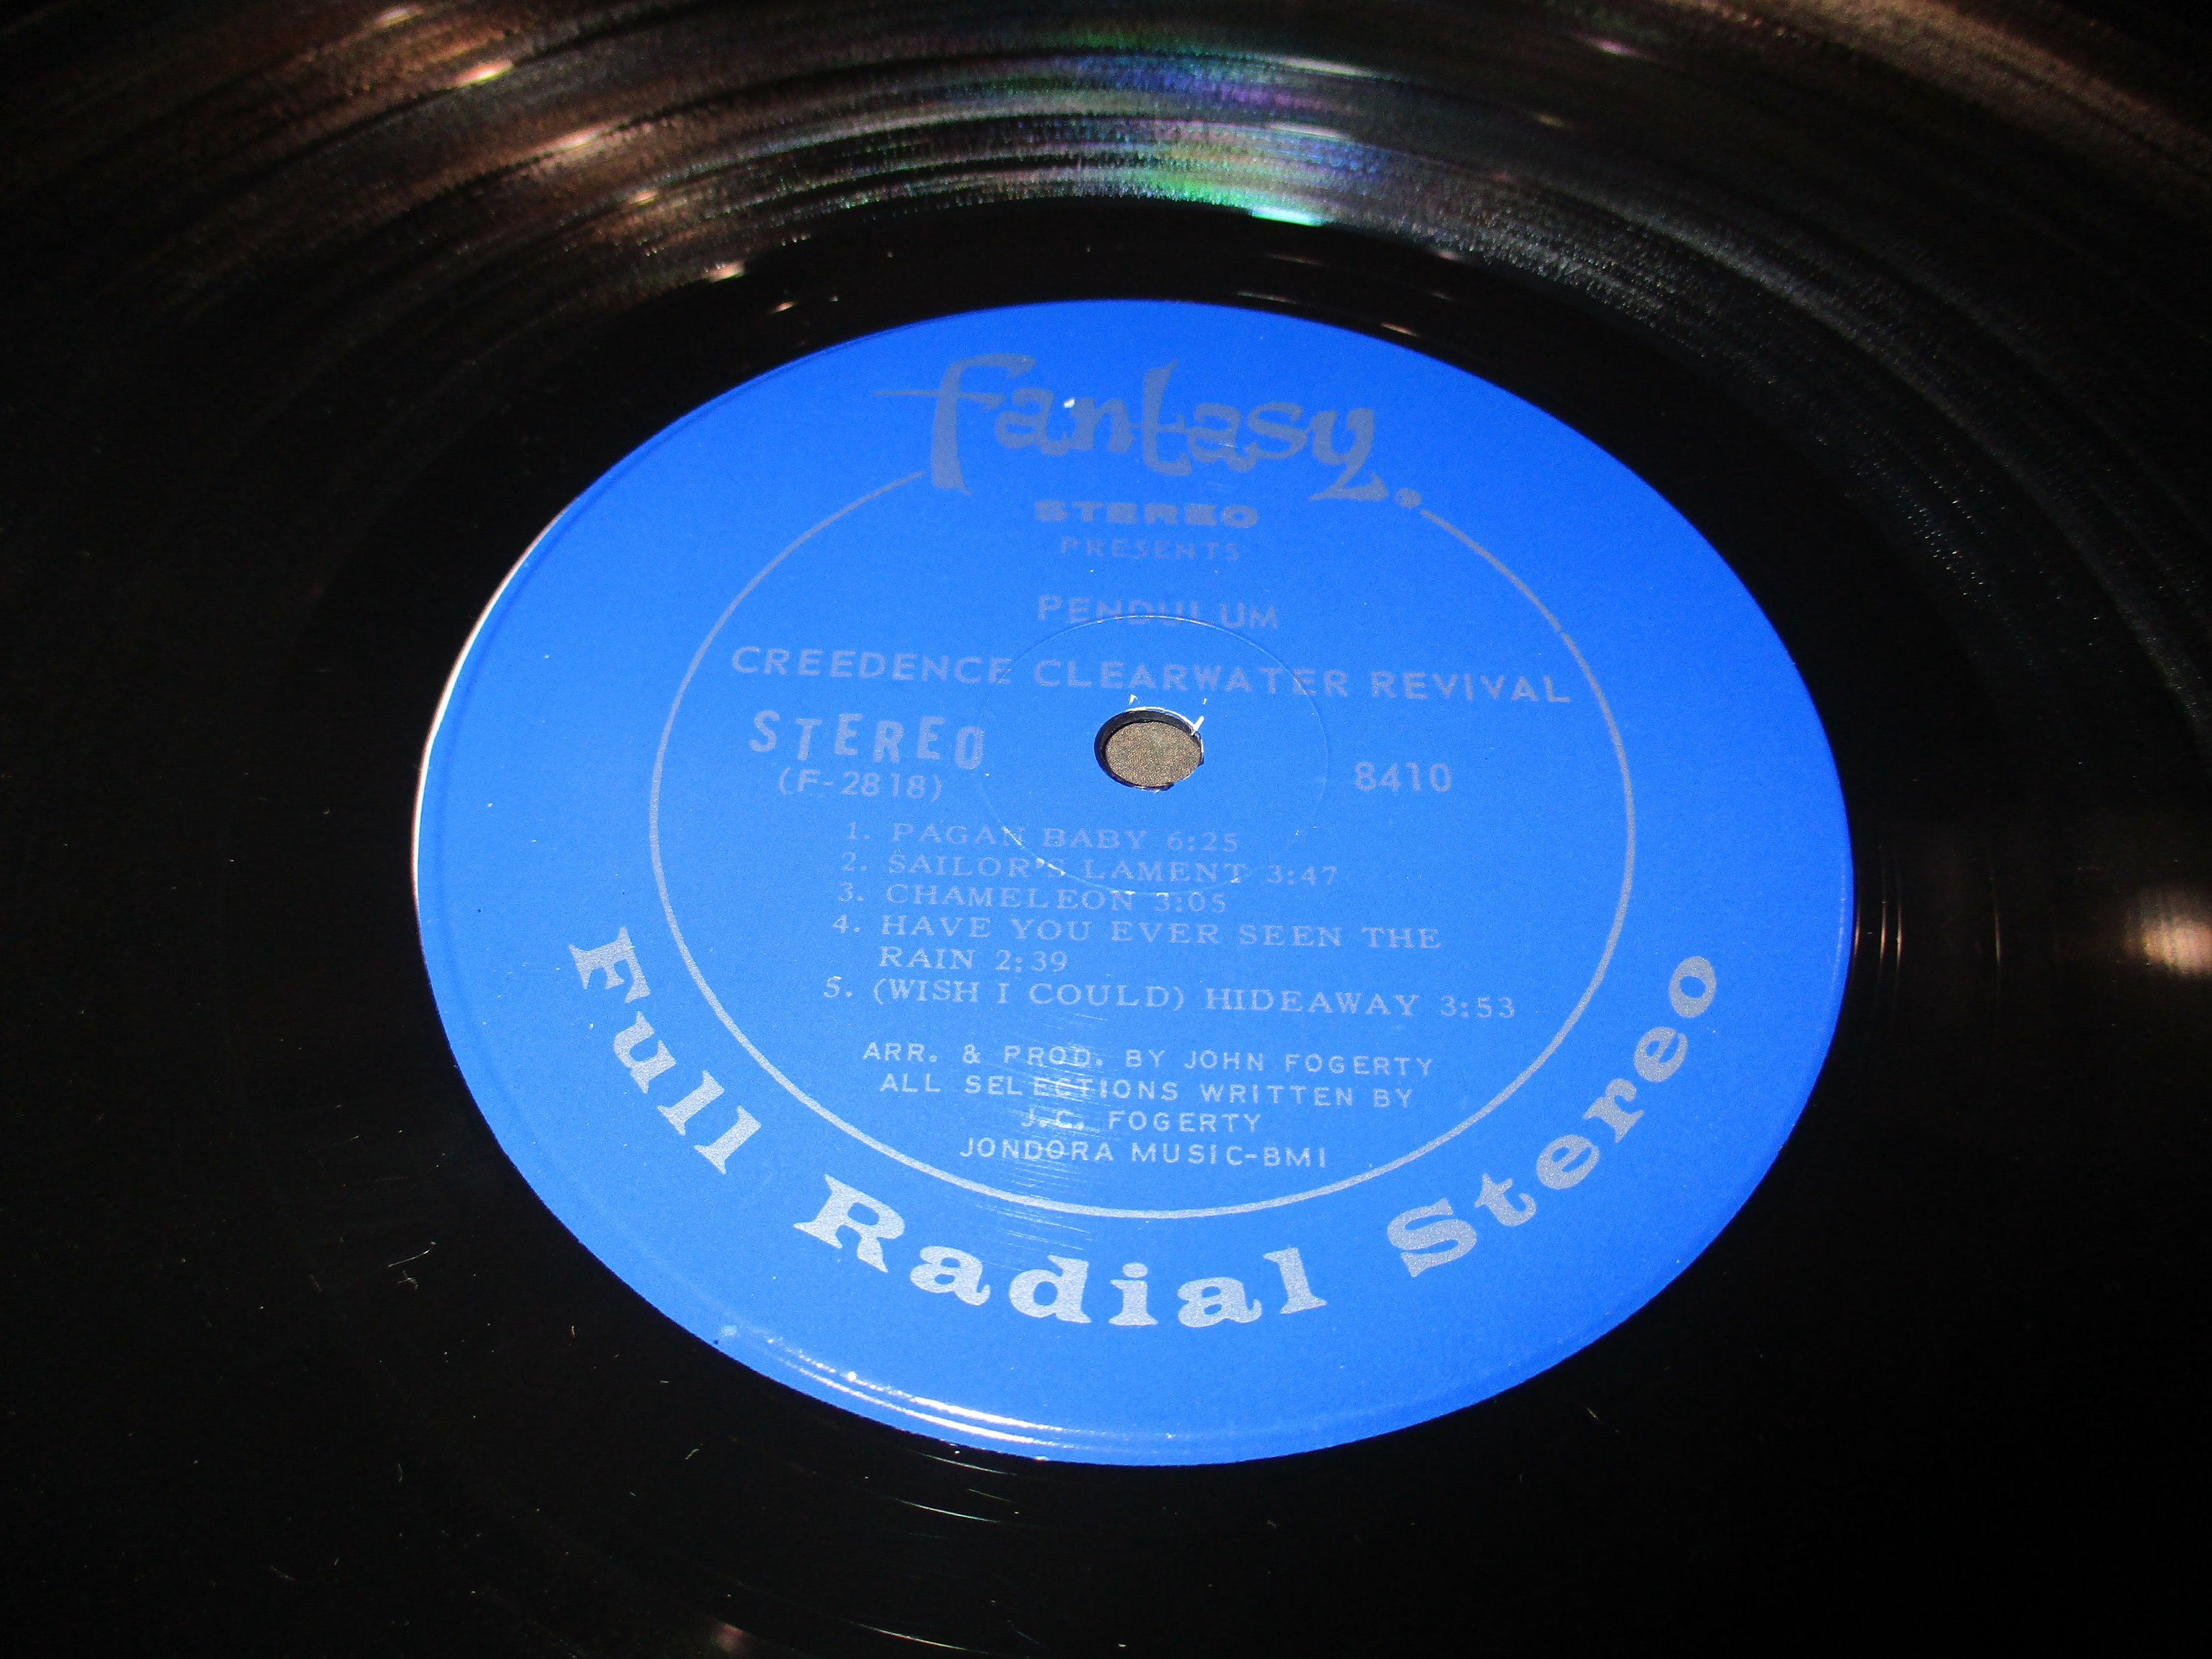 fantasy.
STEREO
PRESENTS
PENDULUM
CREEDENCE CLEARWATER REVIVAL
STEREO
(F-2818)
8410
1. PAGAN BABY 6:25
2. SAILOR'S LAMENT 3:47
3. CHAMELEON 3:05
4. HAVE YOU EVER SEEN THE
RAIN 2:39
5. (WISH I COULD) HIDEAWAY 3:53
ARR. & PROD. BY JOHN FOGERTY
ALL SELECTIONS WRITTEN BY
J.C. FOGERTY
JONDORA MUSIC-BMI
Full Radial Stereo